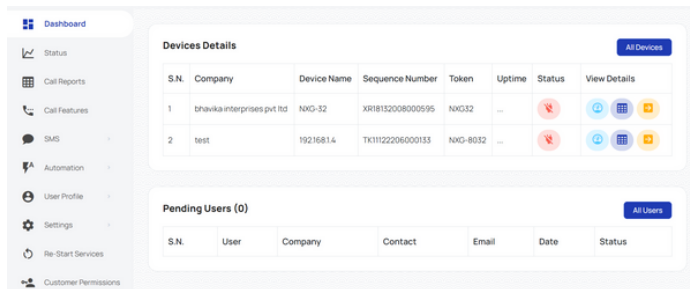 Dashboard
Status
Call Reports
Call Features
SMS
Automation
User Profile
Settings
Re-Start Services
Customer Permissions
Devices Details
All Devices
S.N. Company Device Name Sequence Number Token Uptime Status View Details
1 bhavika interprises pvt ltd NXG-32 XR18132008000595 NXG32 ...
2 test 192.168.1.4 TK11122206000133 NXG-8032 ...
Pending Users (0)
All Users
S.N. User Company Contact Email Date Status